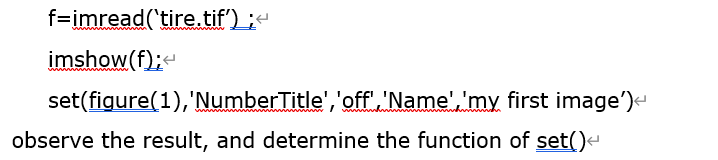 f=imread(‘tire.tif’) ;
imshow(f);
set(figure(1),'NumberTitle','off','Name','my first image’)
observe the result, and determine the function of set()